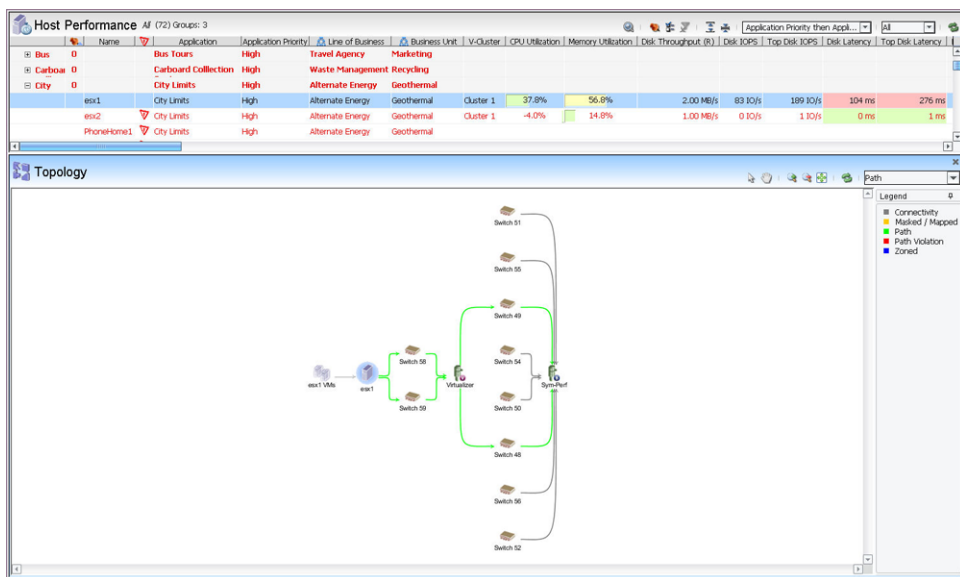 Host Performance All (72) Groups: 3
Application Priority then Appli... All
Name Application Application Priority Line of Business Business Unit V-Cluster CPU Utilization Memory Utilization Disk Throughput (R) Disk IOPS Top Disk IOPS Disk Latency Top Disk Latency
Bus 0 Bus Tours High Travel Agency Marketing
Carboar 0 Carboard Colllection High Waste Management Recycling
City 0 City Limits High Alternate Energy Geothermal
esx1 City Limits High Alternate Energy Geothermal Cluster 1 37.8% 56.8% 2.00 MB/s 83 IO/s 189 IO/s 104 ms 276 ms
esx2 City Limits High Alternate Energy Geothermal Cluster 1 -4.0% 14.8% 1.00 MB/s 0 IO/s 1 IO/s 0 ms 1 ms
PhoneHome1 City Limits High Alternate Energy Geothermal
Topology
Path
Legend
Connectivity
Masked / Mapped
Path
Path Violation
Zoned
Switch 51
Switch 55
Switch 49
Switch 58
Switch 54
esx1 VMs
esx1
Virtualizer
Sym-Perf
Switch 59
Switch 50
Switch 48
Switch 56
Switch 52